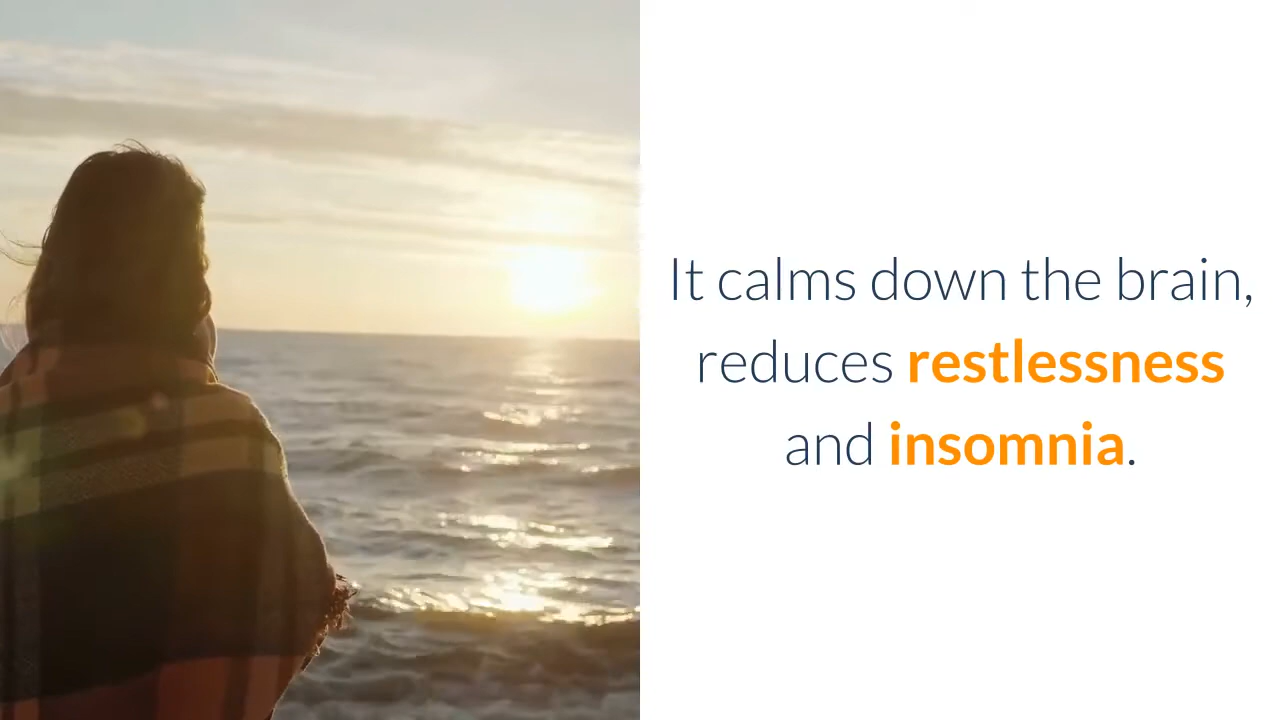 It calms down the brain,
reduces restlessness
and insomnia.